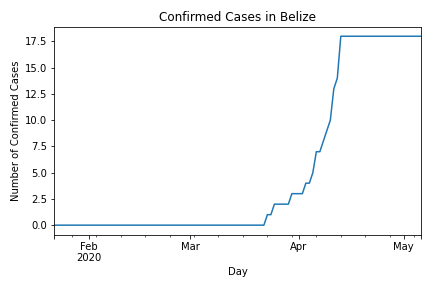 Confirmed Cases in Belize
Number of Confirmed Cases
17.5
15.0
12.5
10.0
7.5
5.0
2.5
0.0
Feb
2020
Mar
Apr
May
Day